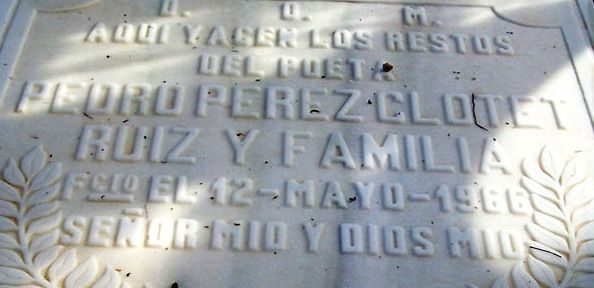 D. O. M.
AQUI YACEN LOS RESTOS
DEL POETA
PEDRO PEREZ CLOTET
RUIZ Y FAMILIA
FCIO EL 12-MAYO-1966
SEÑOR MIO Y DIOS MIO